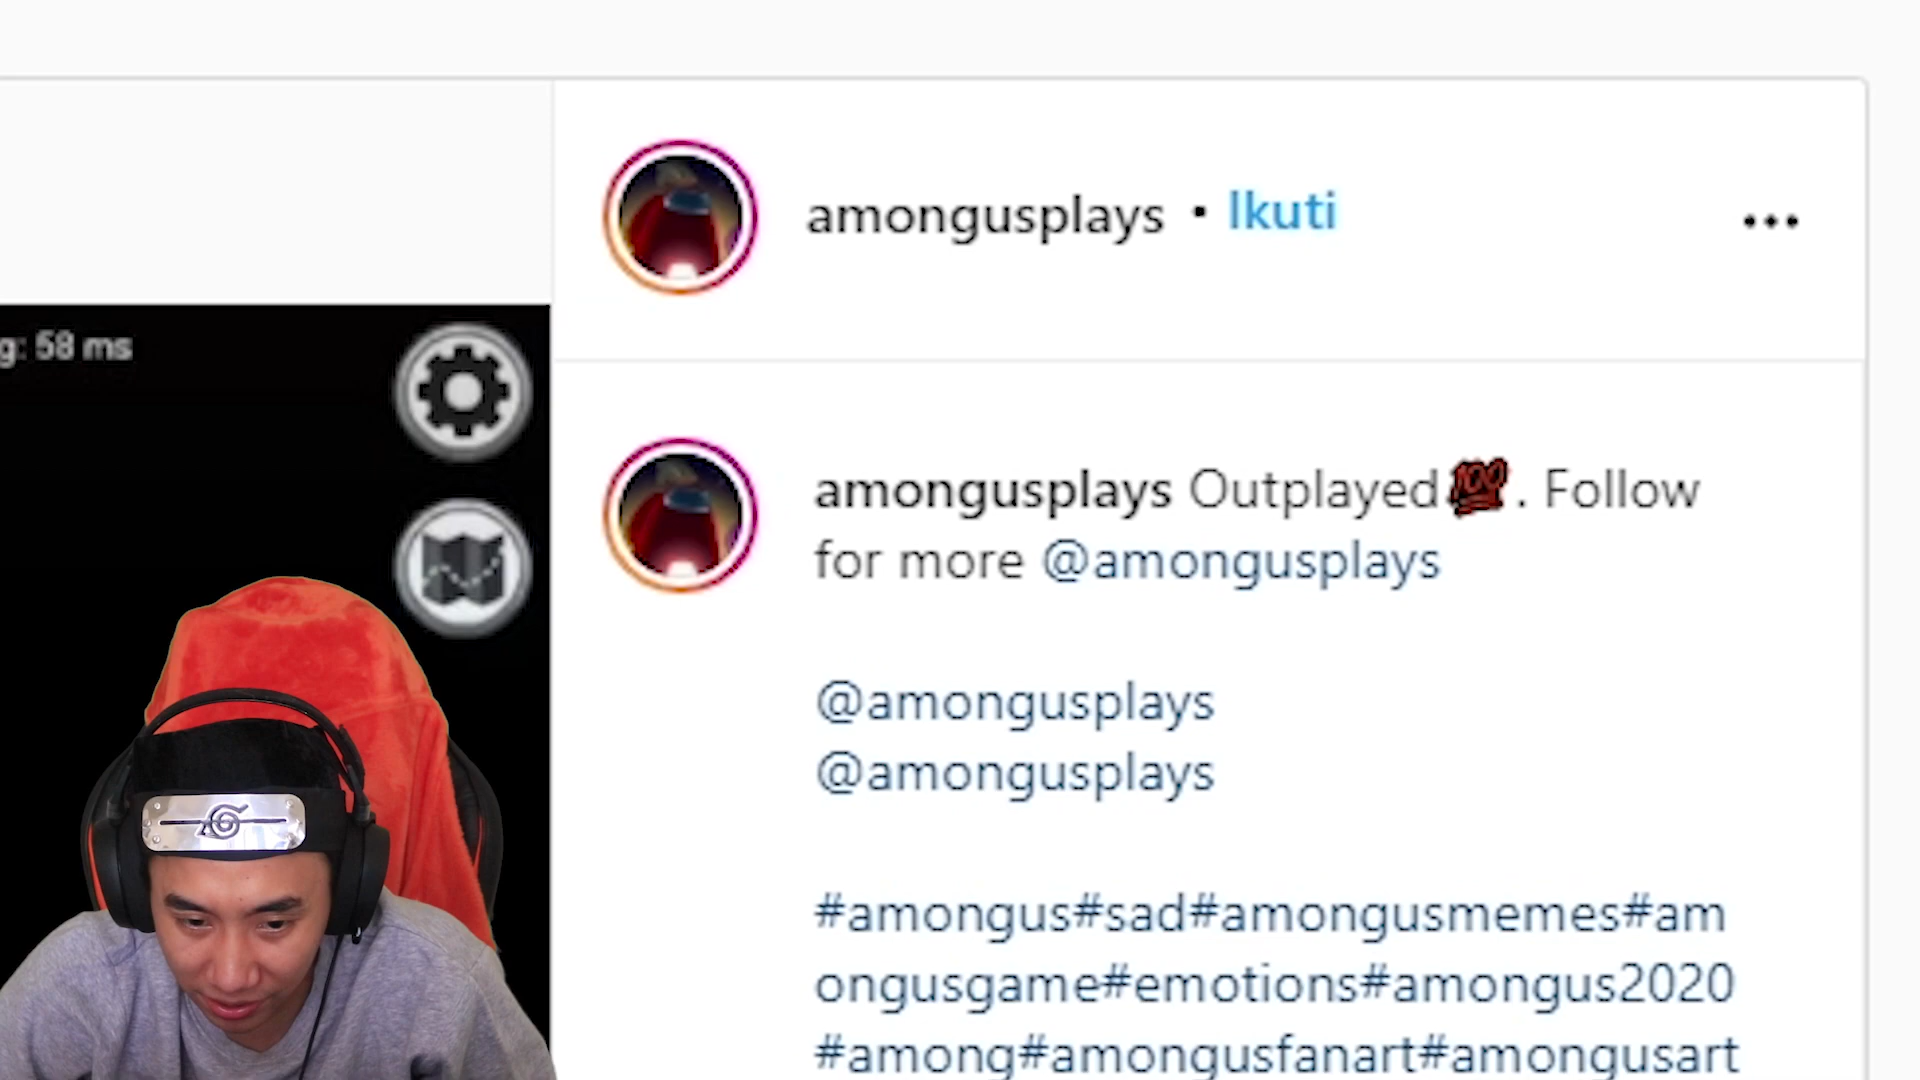 amongusplays • Ikuti
g: 58 ms
amongusplays Outplayed💯. Follow
for more @amongusplays
@amongusplays
@amongusplays
#amongus#sad#amongusmemes#am
ongusgame#emotions#amongus2020
#among#amongusfanart#amongusart